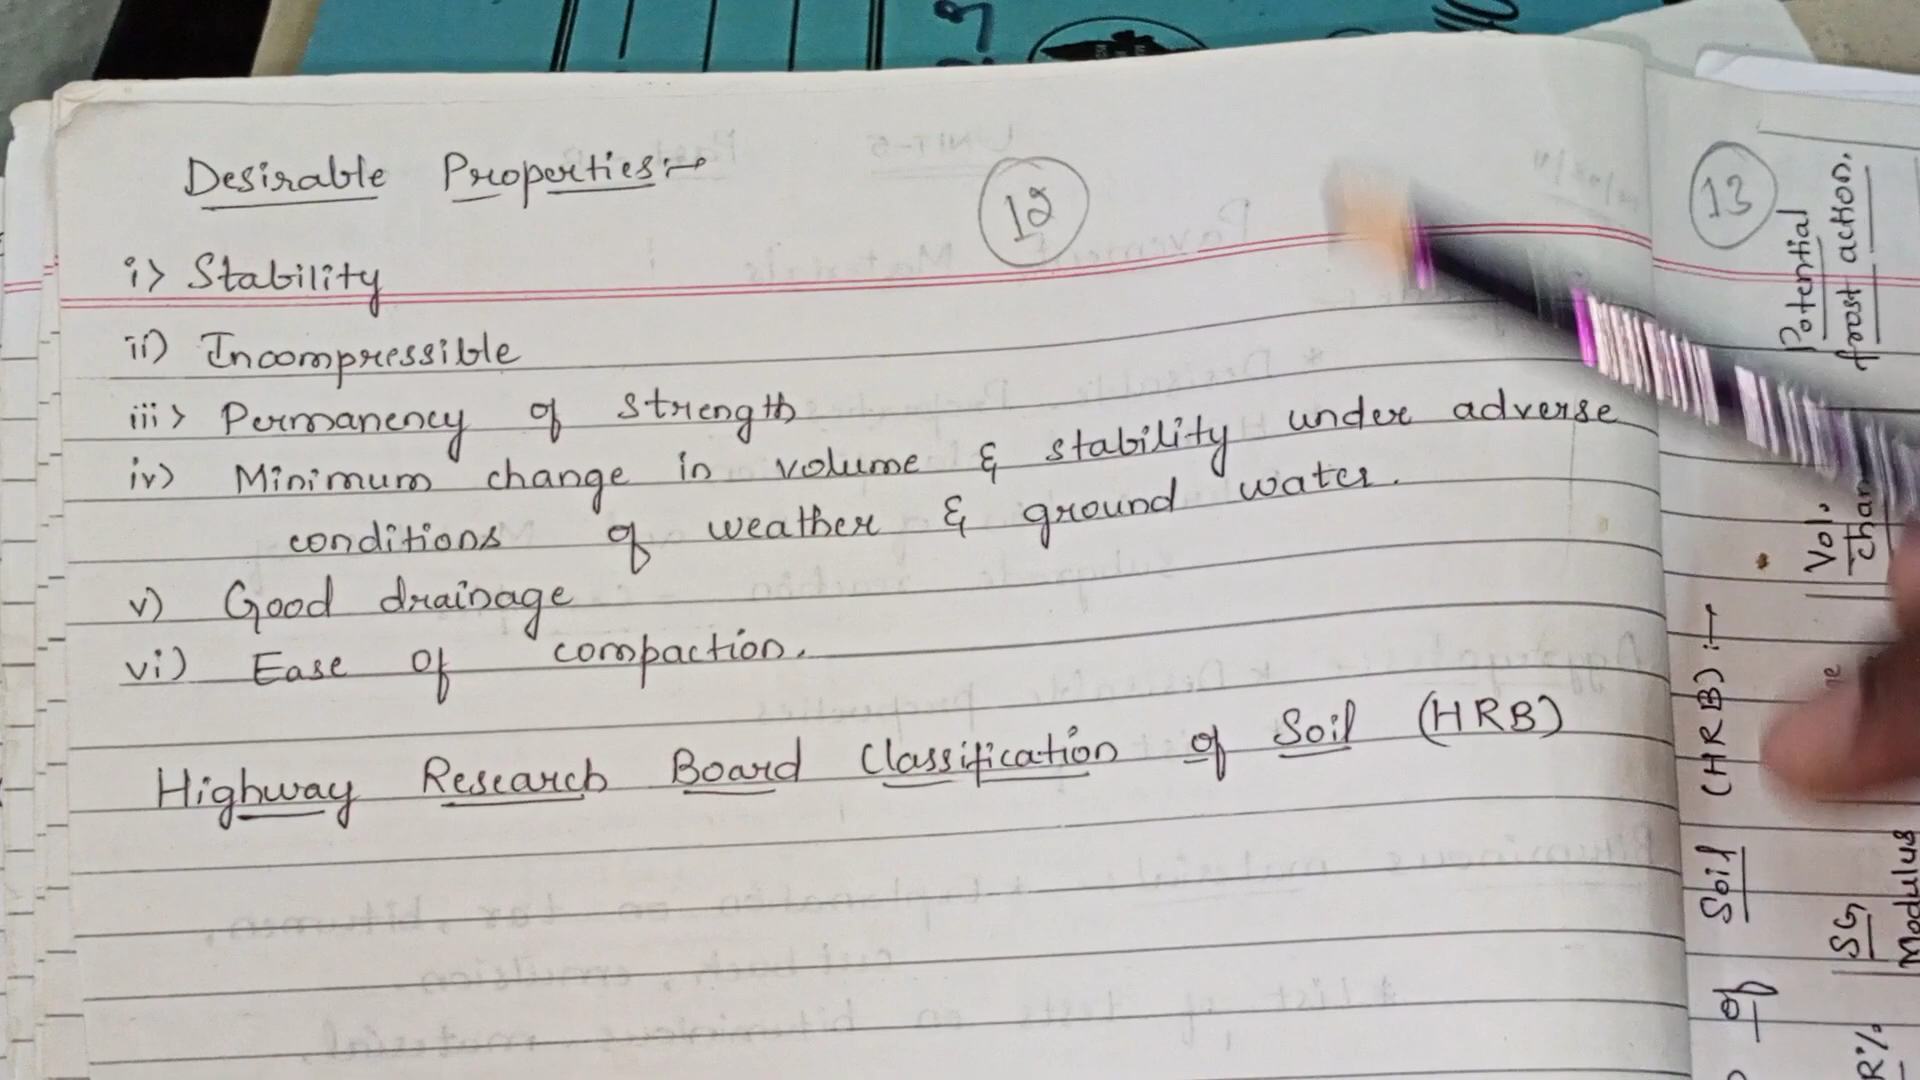 Desirable Properties:→
12
i> Stability
ii) Incompressible
iii> Permanency of strength
iv) Minimum change in volume & stability under adverse
conditions of weather & ground water.
v) Good drainage
vi) Ease of compaction.
Highway Research Board Classification of Soil (HRB)
13
Potential
frost action.
Vol.
of Soil (HRB):→
SG
Modulus